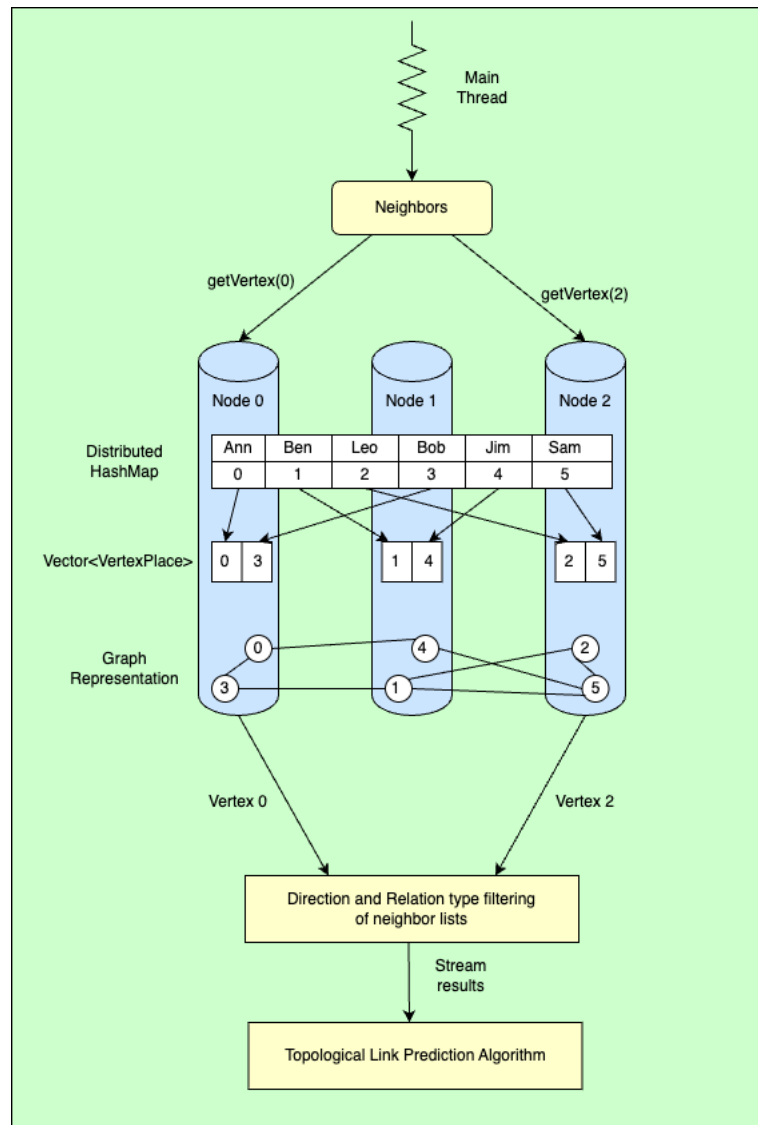 Main
Thread
Neighbors
getVertex(0)
getVertex(2)
Node 0
Node 1
Node 2
Distributed
HashMap
Ann Ben Leo Bob Jim Sam
0 1 2 3 4 5
Vector<VertexPlace>
0 3 1 4 2 5
Graph
Representation
0 4 2
3 1 5
Vertex 0
Vertex 2
Direction and Relation type filtering
of neighbor lists
Stream
results
Topological Link Prediction Algorithm